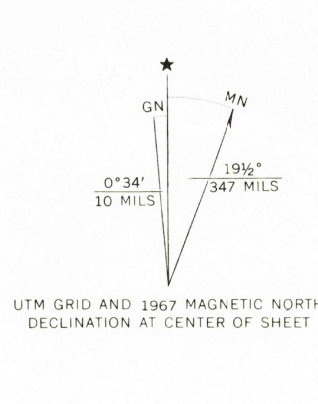 ★
GN
MN
0°34'
10 MILS
19½°
347 MILS
UTM GRID AND 1967 MAGNETIC NORTH
DECLINATION AT CENTER OF SHEET